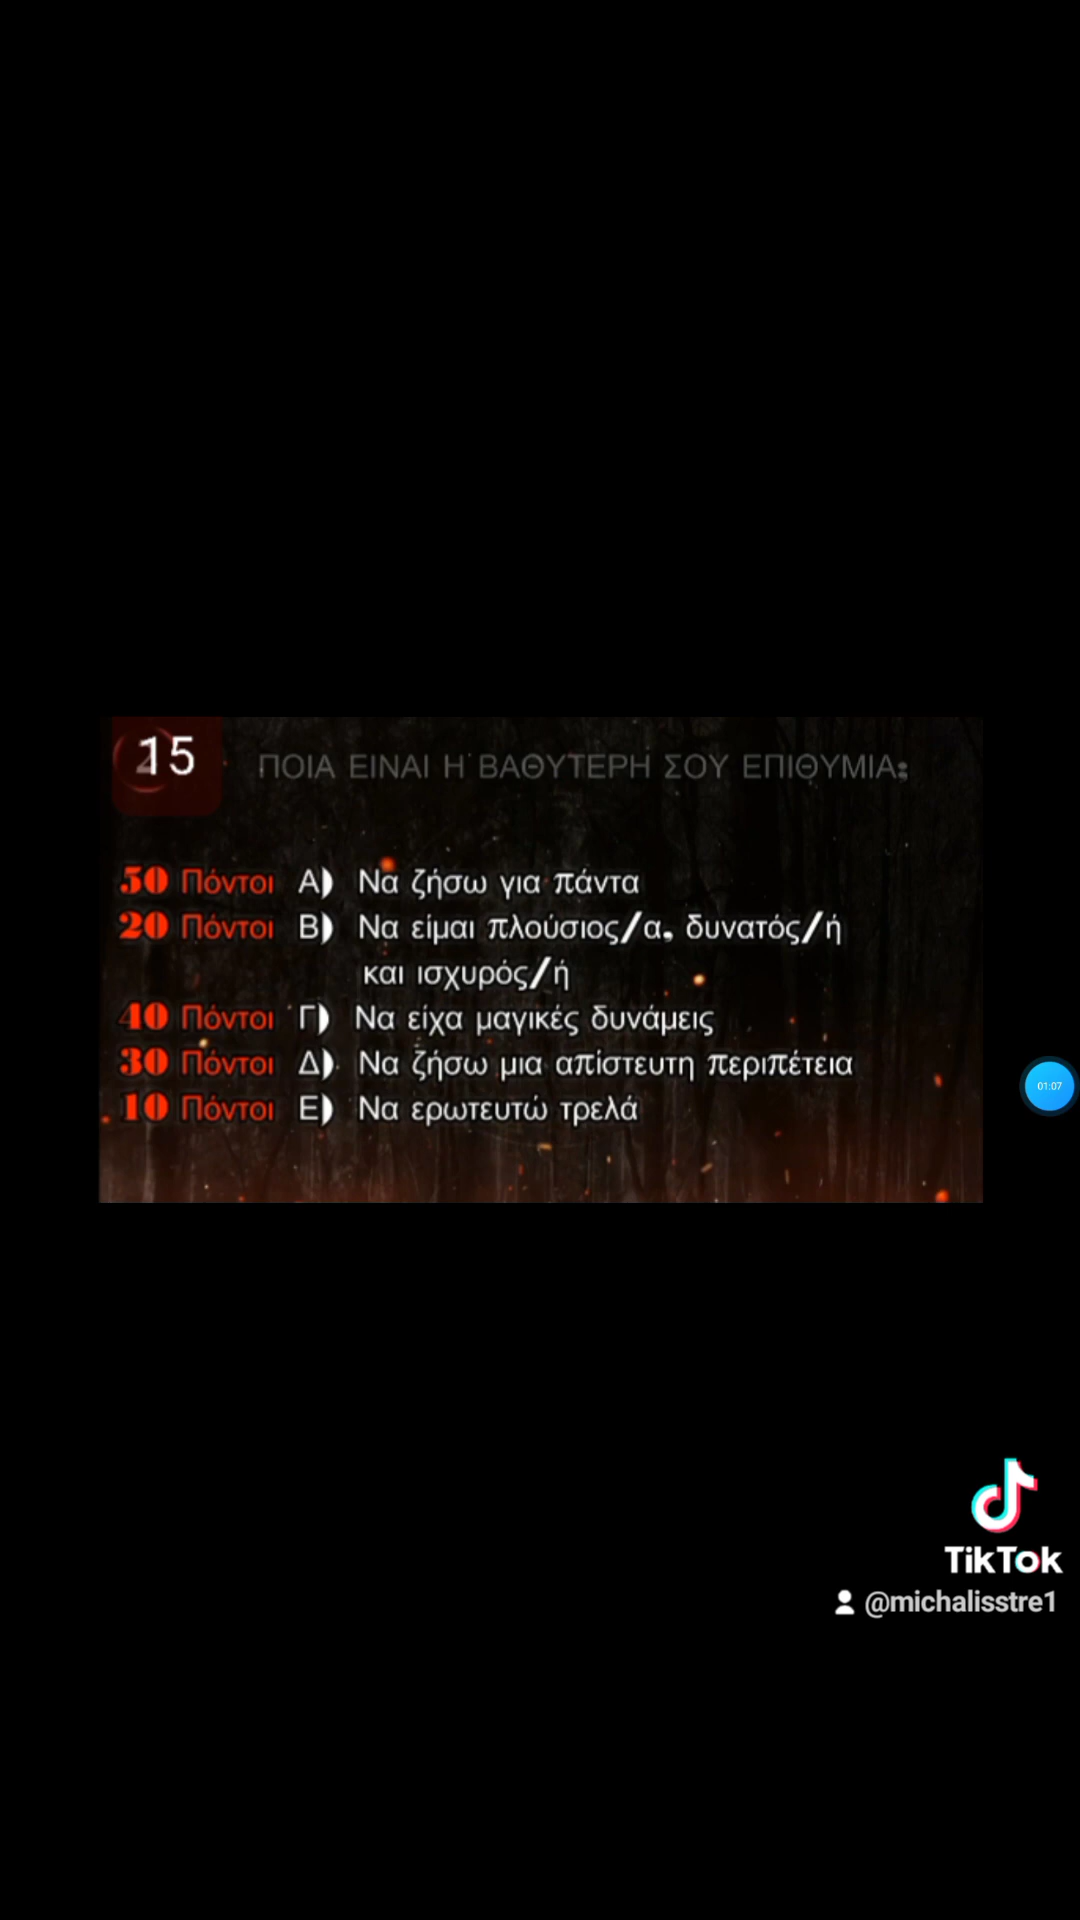 15
ΠΟΙΑ ΕΙΝΑΙ Η ΒΑΘΥΤΕΡΗ ΣΟΥ ΕΠΙΘΥΜΙΑ;
50 Πόντοι Α) Να ζήσω για πάντα
20 Πόντοι Β) Να είμαι πλούσιος/α, δυνατός/ή
και ισχυρός/ή
40 Πόντοι Γ) Να είχα μαγικές δυνάμεις
30 Πόντοι Δ) Να ζήσω μια απίστευτη περιπέτεια
10 Πόντοι Ε) Να ερωτευτώ τρελά
01:07
TikTok
@michalisstre1